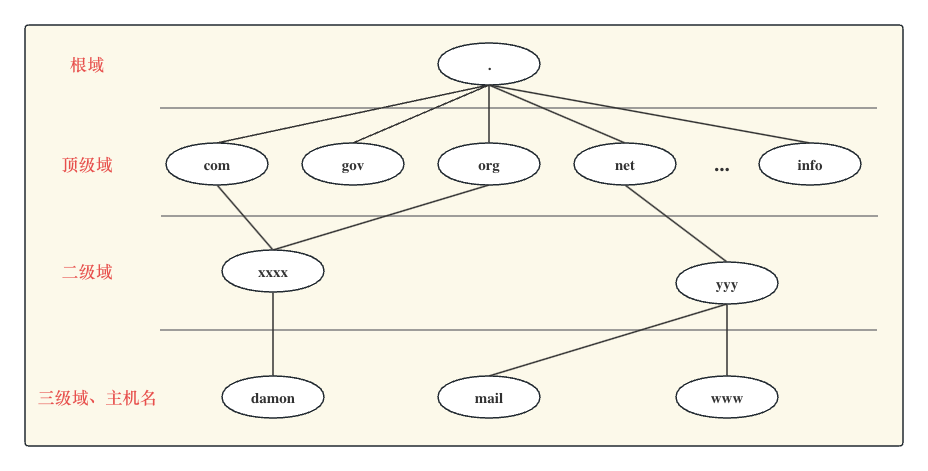 根域
.
顶级域
com
gov
org
net
...
info
二级域
xxxx
yyy
三级域、主机名
damon
mail
www